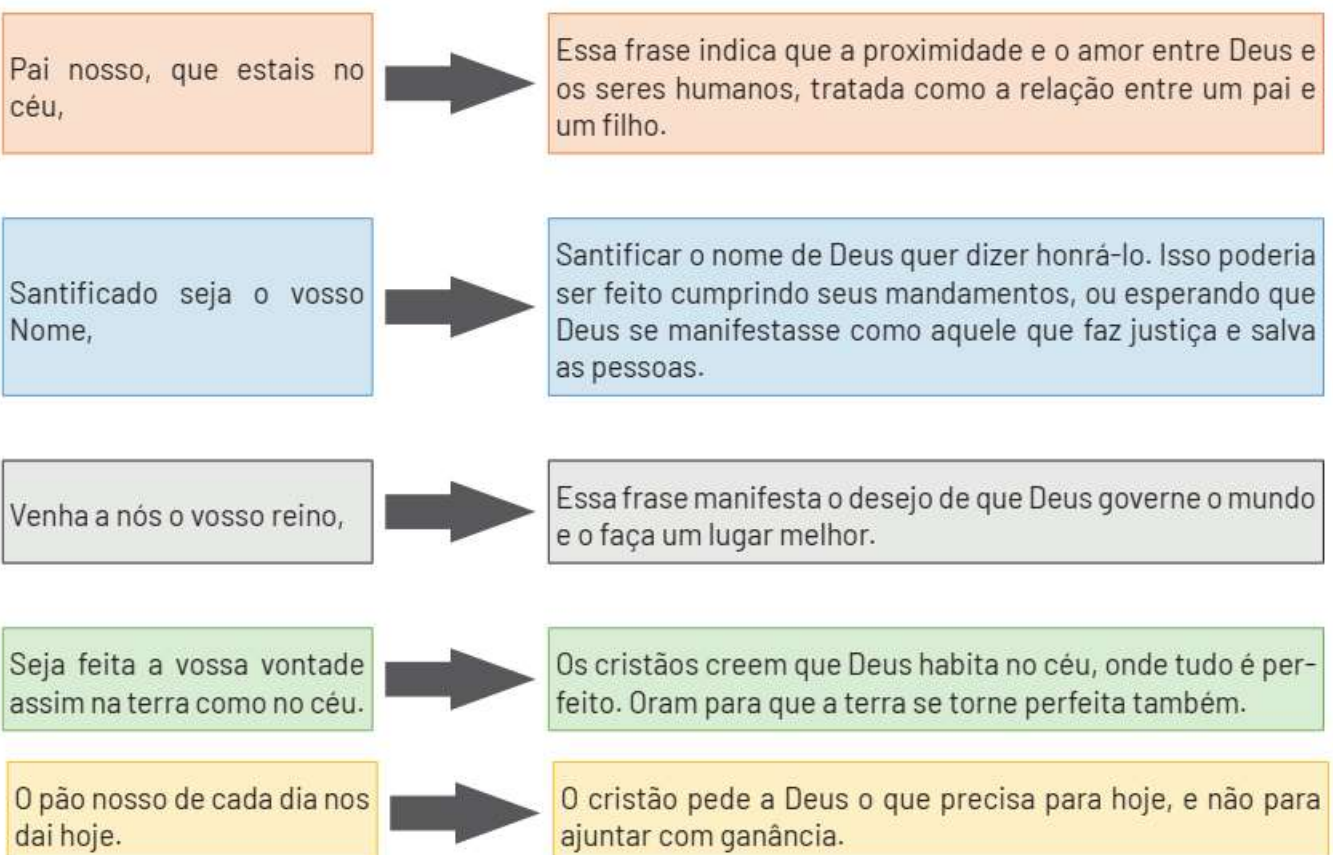 Pai nosso, que estais no
céu,
Essa frase indica que a proximidade e o amor entre Deus e
os seres humanos, tratada como a relação entre um pai e
um filho.
Santificado seja o vosso
Nome,
Santificar o nome de Deus quer dizer honrá-lo. Isso poderia
ser feito cumprindo seus mandamentos, ou esperando que
Deus se manifestasse como aquele que faz justiça e salva
as pessoas.
Venha a nós o vosso reino,
Essa frase manifesta o desejo de que Deus governe o mundo
e o faça um lugar melhor.
Seja feita a vossa vontade
assim na terra como no céu.
Os cristãos creem que Deus habita no céu, onde tudo é per-
feito. Oram para que a terra se torne perfeita também.
O pão nosso de cada dia nos
dai hoje.
O cristão pede a Deus o que precisa para hoje, e não para
ajuntar com ganância.